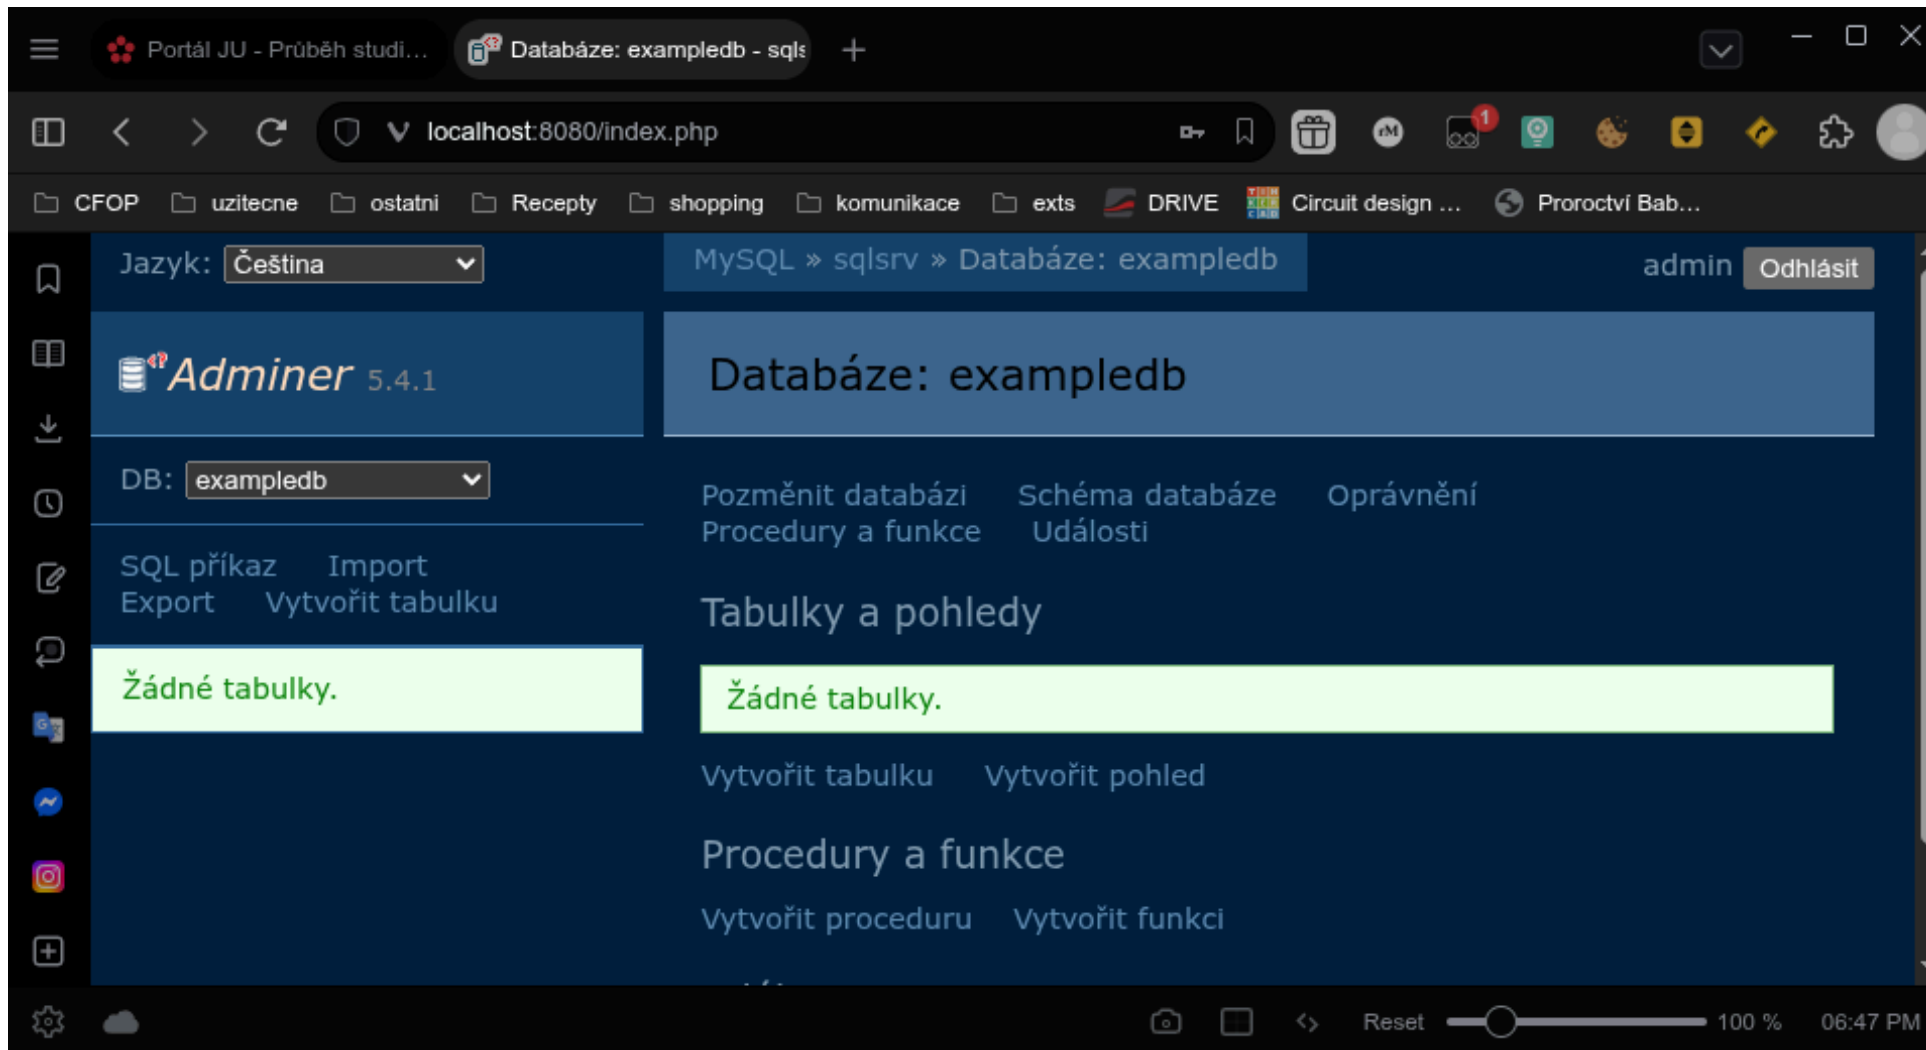 Portál JU - Průběh studi...
Databáze: exampledb - sqls
localhost:8080/index.php
1
CFOP uzitecne ostatni Recepty shopping komunikace exts DRIVE Circuit design ... Proroctví Bab...
Jazyk: Čeština
MySQL » sqlsrv » Databáze: exampledb
admin Odhlásit
Adminer 5.4.1
Databáze: exampledb
DB: exampledb
SQL příkaz Import
Export Vytvořit tabulku
Žádné tabulky.
Pozměnit databázi Schéma databáze Oprávnění
Procedury a funkce Události
Tabulky a pohledy
Žádné tabulky.
Vytvořit tabulku Vytvořit pohled
Procedury a funkce
Vytvořit proceduru Vytvořit funkci
Reset 100 % 06:47 PM